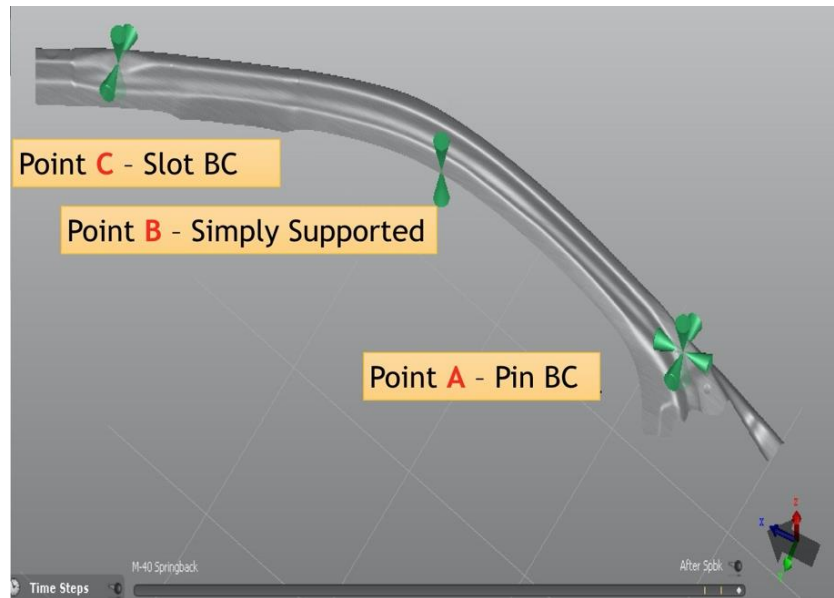 Point C - Slot BC
Point B - Simply Supported
Point A - Pin BC
M-40 Springback
After Spbk
Time Steps
Z
X